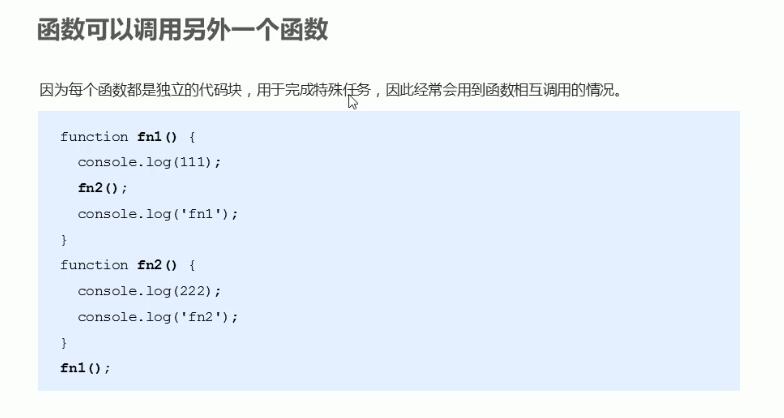 函数可以调用另外一个函数
因为每个函数都是独立的代码块，用于完成特殊任务，因此经常会用到函数相互调用的情况。
function fn1() {
  console.log(111);
  fn2();
  console.log('fn1');
}
function fn2() {
  console.log(222);
  console.log('fn2');
}
fn1();